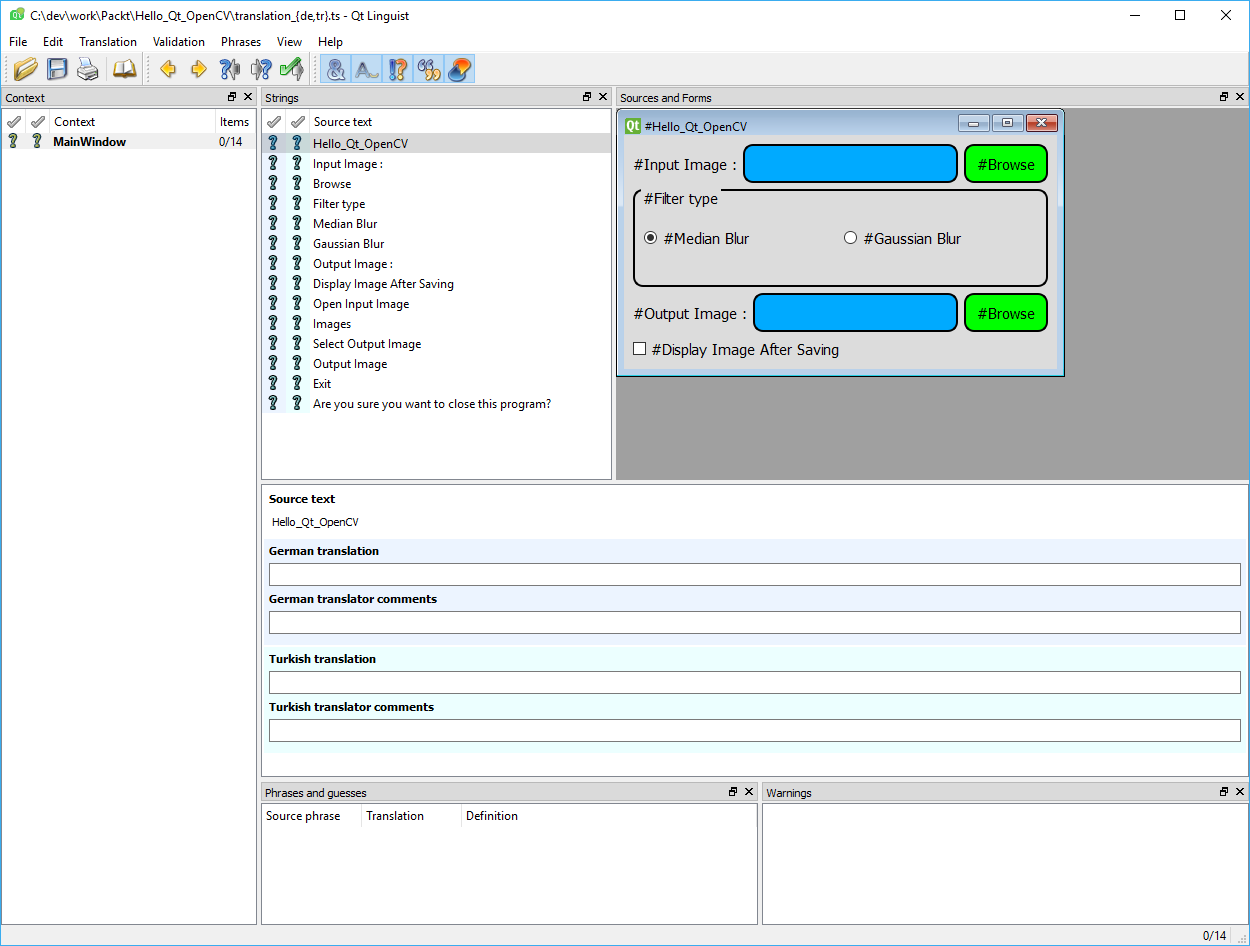 C:\dev\work\Packt\Hello_Qt_OpenCV\translation_{de,tr}.ts - Qt Linguist
File Edit Translation Validation Phrases View Help
Context
Context Items
MainWindow 0/14
Strings
Source text
Hello_Qt_OpenCV
Input Image :
Browse
Filter type
Median Blur
Gaussian Blur
Output Image :
Display Image After Saving
Open Input Image
Images
Select Output Image
Output Image
Exit
Are you sure you want to close this program?
Sources and Forms
Qt #Hello_Qt_OpenCV
#Input Image : #Browse
#Filter type
#Median Blur #Gaussian Blur
#Output Image : #Browse
#Display Image After Saving
Source text
Hello_Qt_OpenCV
German translation
German translator comments
Turkish translation
Turkish translator comments
Phrases and guesses
Source phrase Translation Definition
Warnings
0/14